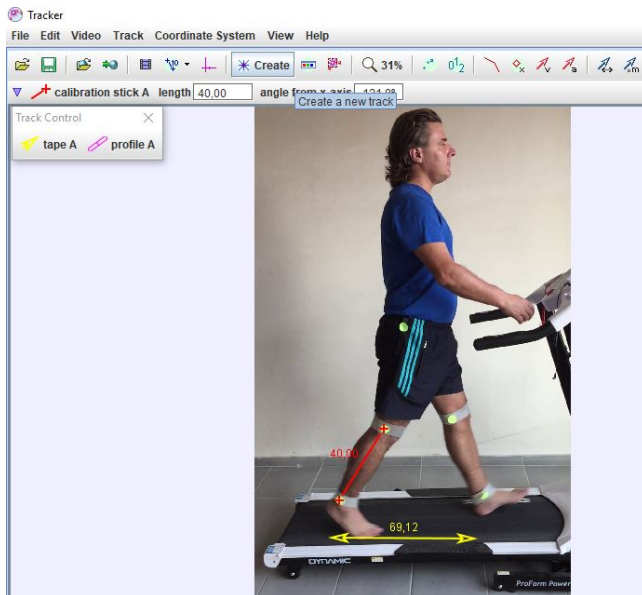 Tracker
File Edit Video Track Coordinate System View Help
Create 31%
calibration stick A length 40,00 angle from x-axis
Create a new track
Track Control
tape A profile A
40,00
69,12
DYNAMIC
ProForm Power